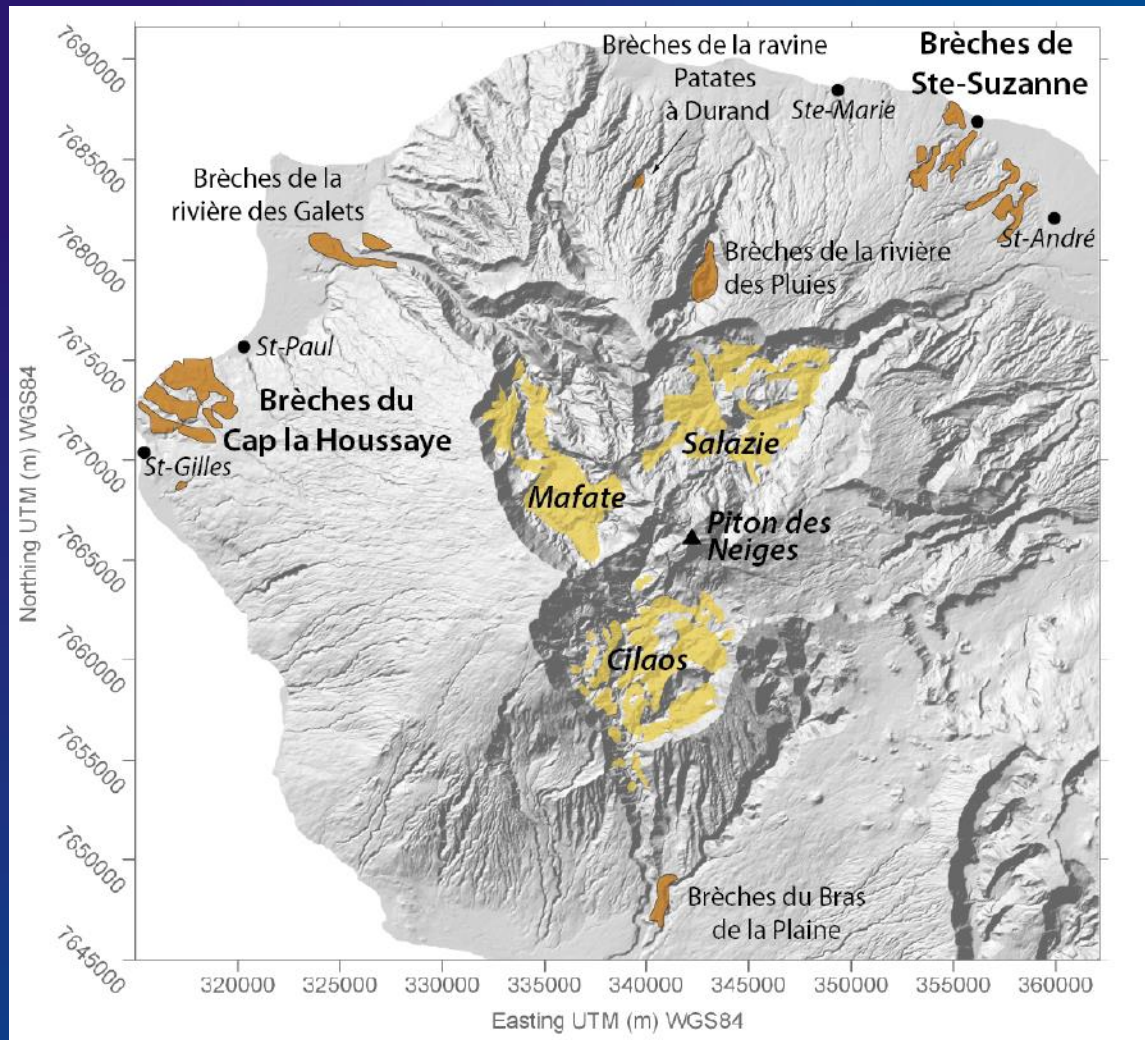 Brèches de la ravine
Patates
à Durand
Brèches de
Ste-Suzanne
Ste-Marie
Brèches de la
rivière des Galets
St-André
Brèches de la rivière
des Pluies
St-Paul
Brèches du
Cap la Houssaye
St-Gilles
Salazie
Mafate
Piton des
Neiges
Cilaos
Brèches du Bras
de la Plaine
Northing UTM (m) WGS84
7690000
7685000
7680000
7675000
7670000
7665000
7660000
7655000
7650000
7645000
320000 325000 330000 335000 340000 345000 350000 355000 360000
Easting UTM (m) WGS84